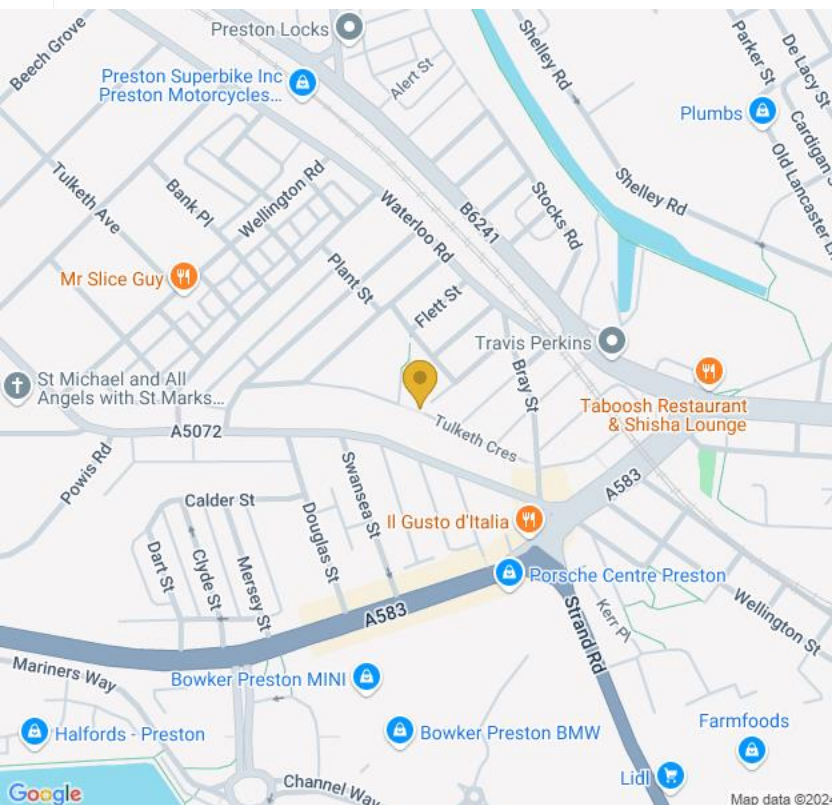 Preston Locks
Beech Grove
Shelley Rd
Parker St
De Lacy St
Preston Superbike Inc
Preston Motorcycles...
Alert St
Plumbs
Cardigan S
Old Lancaster Ln
Tulketh Ave
Bank Pl
Wellington Rd
Waterloo Rd
B6241
Stocks Rd
Shelley Rd
Mr Slice Guy
Plant St
Flett St
Travis Perkins
St Michael and All
Angels with St Marks...
Bray St
Taboosh Restaurant
& Shisha Lounge
A5072
Tulketh Cres
Powis Rd
Swansea St
A583
Calder St
Douglas St
Il Gusto d'Italia
Dart St
Clyde St
Mersey St
Porsche Centre Preston
A583
Strand Rd
Kerr Pl
Wellington St
Mariners Way
Bowker Preston MINI
Halfords - Preston
Bowker Preston BMW
Farmfoods
Lidl
Channel Way
Google
Map data ©2024